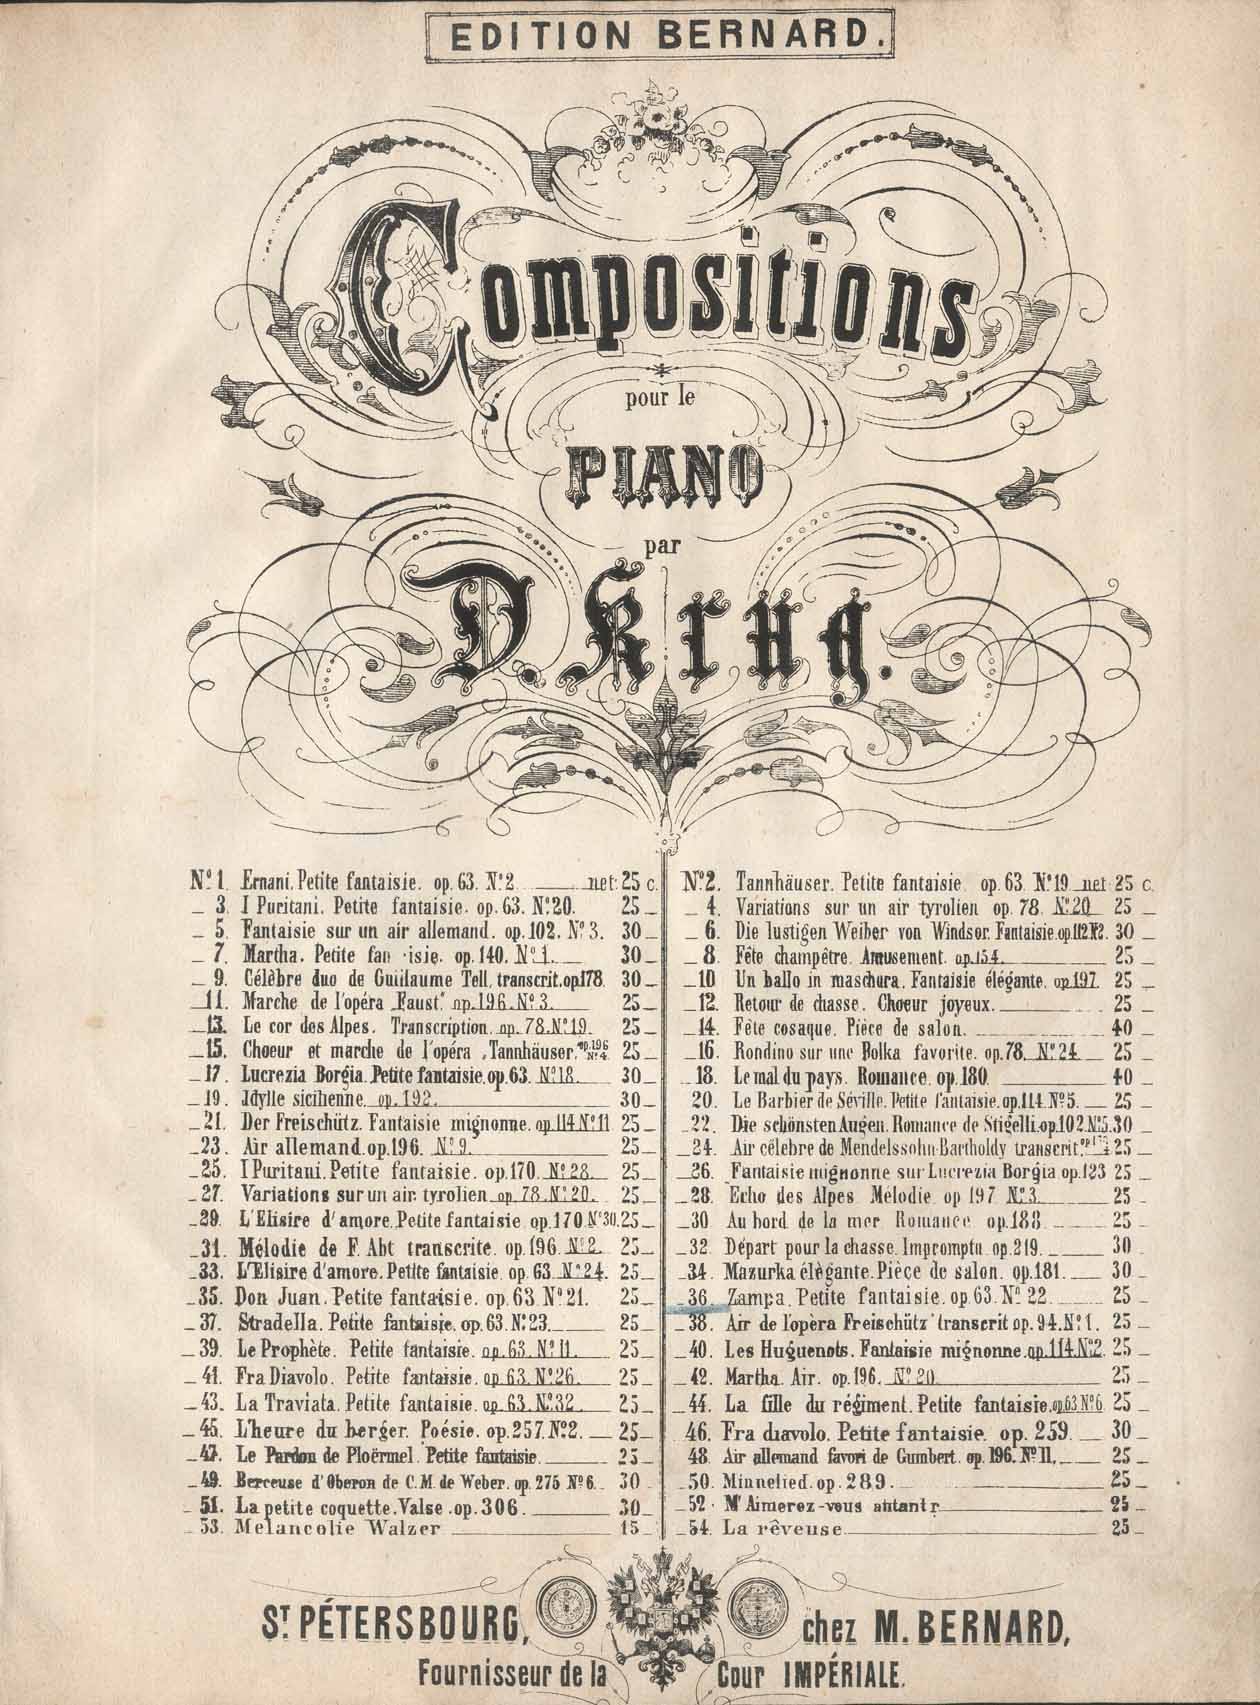 EDITION BERNARD.
Compositions
pour le
PIANO
par
D. Krug.
No. 1. Ernani. Petite fantaisie. op. 63. No. 2 net: 25 c.
3. I Puritani. Petite fantaisie. op. 63. No. 20. 25
5. Fantaisie sur un air allemand. op. 102. No. 3. 30
7. Martha. Petite fan isie. op. 140. No. 1. 30
9. Célèbre duo de Guillaume Tell, transcrit. op 178. 30
11. Marche de l'opéra „Faust." op. 196. No. 3. 25
13. Le cor des Alpes. Transcription. op. 78. No. 19. 25
15. Choeur et marche de l'opéra „Tannhäuser." op. 196 No. 4. 25
17. Lucrezia Borgia. Petite fantaisie. op. 63. No. 18. 30
19. Idylle sicilienne. op. 192. 30
21. Der Freischütz. Fantaisie mignonne. op. 114 No. 11 25
23. Air allemand. op. 196. No. 9. 25
25. I Puritani. Petite fantaisie. op. 170. No. 28. 25
27. Variations sur un air tyrolien op. 78. No. 20. 25
29. L'Elisire d'amore. Petite fantaisie op. 170 No. 30. 25
31. Mélodie de F. Abt transcrite. op. 196. No. 2. 25
33. L'Elisire d'amore. Petite fantaisie op. 63. No. 24. 25
35. Don Juan. Petite fantaisie. op. 63. No. 21. 25
37. Stradella. Petite fantaisie. op. 63. No. 23. 25
39. Le Prophète. Petite fantaisie. op. 63. No. 11. 25
41. Fra Diavolo. Petite fantaisie. op. 63. No. 26. 25
43. La Traviata. Petite fantaisie. op. 63. No. 32. 25
45. L'heure du berger. Poésie. op. 257. No. 2. 25
47. Le Pardon de Ploërmel. Petite fantaisie. 25
49. Berceuse d'Oberon de C. M. de Weber. op. 275 No. 6. 30
51. La petite coquette. Valse. op. 306. 30
53. Melancolie Walzer 15
No. 2. Tannhäuser. Petite fantaisie. op. 63. No. 19 net 25 c.
4. Variations sur un air tyrolien op. 78. No. 20 25
6. Die lustigen Weiber von Windsor. Fantaisie. op. 112 No. 2. 30
8. Fête champêtre. Amusement. op. 154. 25
10. Un ballo in maschura. Fantaisie élégante. op. 197. 25
12. Retour de chasse. Choeur joyeux. 25
14. Fête cosaque. Pièce de salon. 40
16. Rondino sur une Polka favorite. op. 78. No. 24. 25
18. Le mal du pays. Romance. op. 180. 40
20. Le Barbier de Séville. Petite fantaisie. op. 114 No. 5. 25
22. Die schönsten Augen. Romance de Stigelli. op. 102. No. 5. 30
24. Air célèbre de Mendelssohn-Bartholdy transcrit. 25
26. Fantaisie mignonne sur Lucrezia Borgia op. 123 25
28. Echo des Alpes Mélodie op 197 No. 3. 25
30. Au bord de la mer. Romance op. 188. 25
32. Départ pour la chasse. Impromptu op. 219. 30
34. Mazurka élègante. Pièce de salon. op. 181. 30
36. Zampa. Petite fantaisie. op. 63. No. 22. 25
38. Air de l'opèra Freischütz transcrit op. 94. No. 1. 25
40. Les Huguenots. Fantaisie mignonne. op. 114. No. 2. 25
42. Martha. Air. op. 196. No. 20. 25
44. La fille du régiment. Petite fantaisie. op. 63 No. 6. 25
46. Fra diavolo. Petite fantaisie. op. 259. 30
48. Air allemand favori de Gumbert. op. 196. No. 11. 25
50. Minnelied. op. 289. 25
52. M'Aimerez-vous 25
54. La rêveuse 25
ST. PÉTERSBOURG, chez M. BERNARD,
Fournisseur de la Cour IMPÉRIALE.